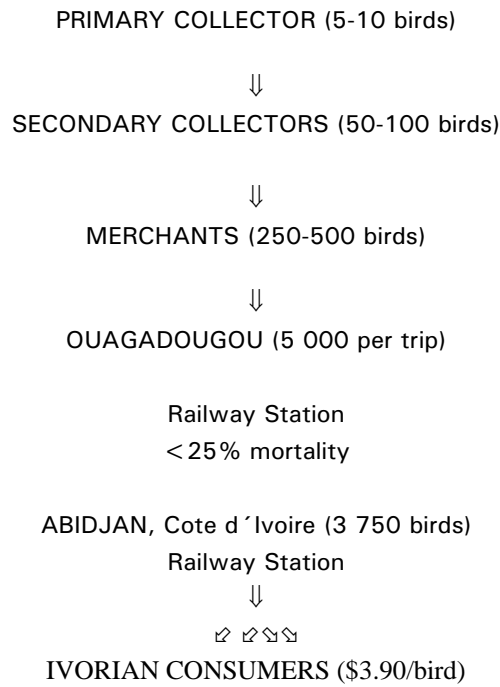 PRIMARY COLLECTOR (5-10 birds)
⇓
SECONDARY COLLECTORS (50-100 birds)
⇓
MERCHANTS (250-500 birds)
⇓
OUAGADOUGOU (5 000 per trip)
Railway Station
<25% mortality
ABIDJAN, Cote d´Ivoire (3 750 birds)
Railway Station
⇓
⬃ ⬃⬂⬂
IVORIAN CONSUMERS ($3.90/bird)